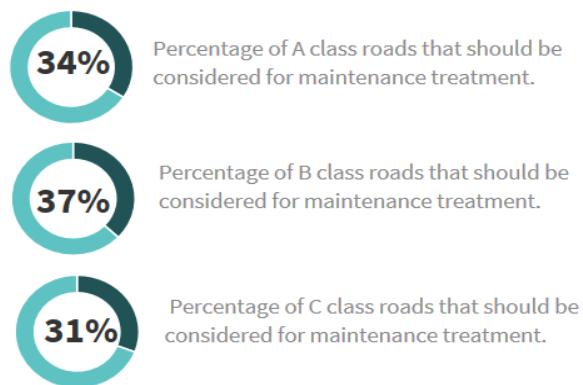 34%
Percentage of A class roads that should be
considered for maintenance treatment.
37%
Percentage of B class roads that should be
considered for maintenance treatment.
31%
Percentage of C class roads that should be
considered for maintenance treatment.